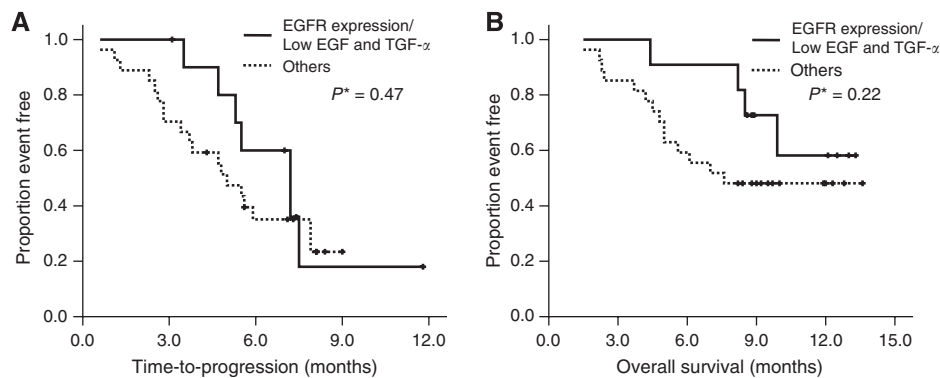 A
EGFR expression/
Low EGF and TGF-α
Others
P* = 0.47
Proportion event free
1.0
0.8
0.6
0.4
0.2
0.0
0.0 3.0 6.0 9.0 12.0
Time-to-progression (months)
B
EGFR expression/
Low EGF and TGF-α
Others
P* = 0.22
Proportion event free
1.0
0.8
0.6
0.4
0.2
0.0
0.0 3.0 6.0 9.0 12.0 15.0
Overall survival (months)